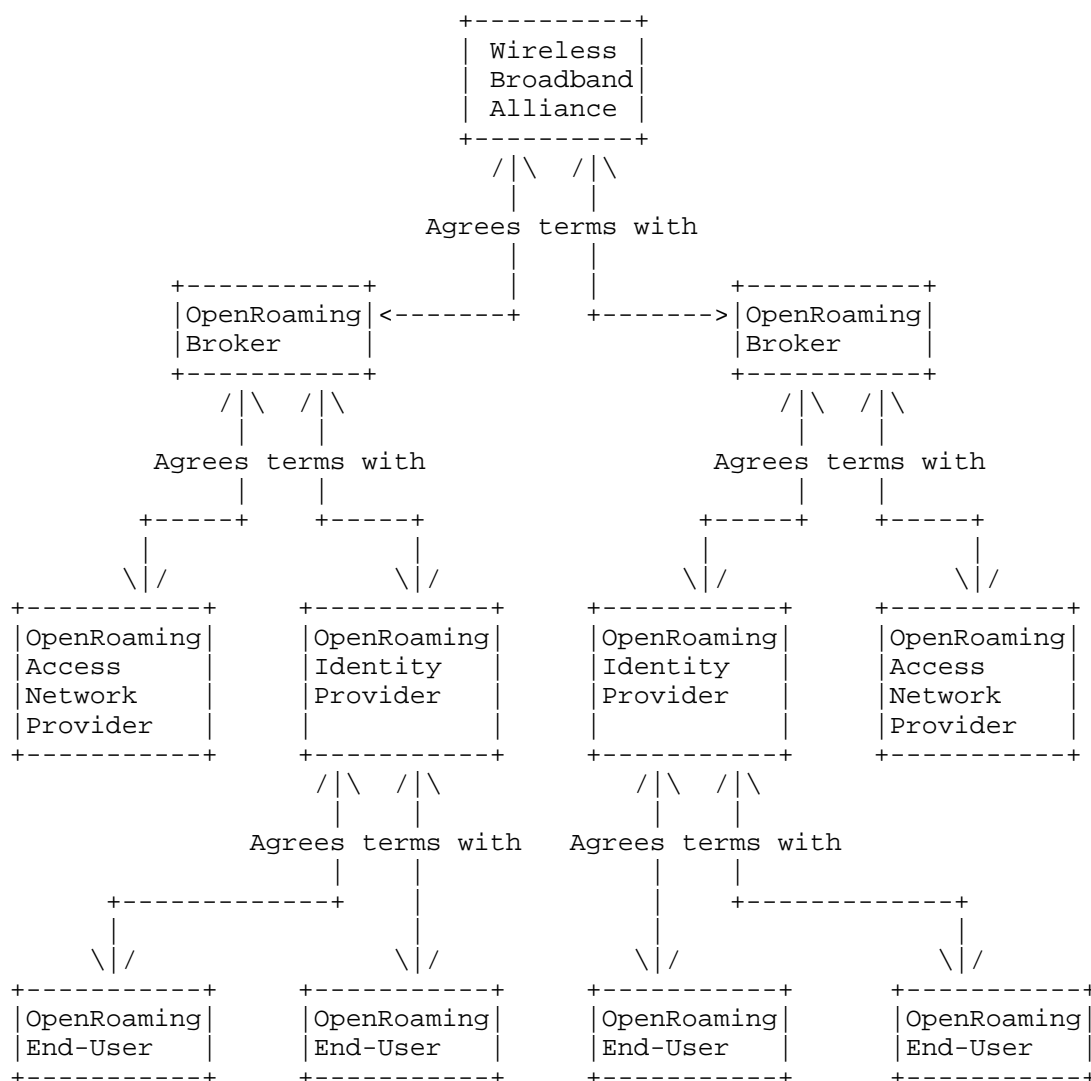 Wireless
Broadband
Alliance
Agrees terms with
OpenRoaming
Broker
OpenRoaming
Broker
Agrees terms with
Agrees terms with
OpenRoaming
Access
Network
Provider
OpenRoaming
Identity
Provider
OpenRoaming
Identity
Provider
OpenRoaming
Access
Network
Provider
Agrees terms with
Agrees terms with
OpenRoaming
End-User
OpenRoaming
End-User
OpenRoaming
End-User
OpenRoaming
End-User